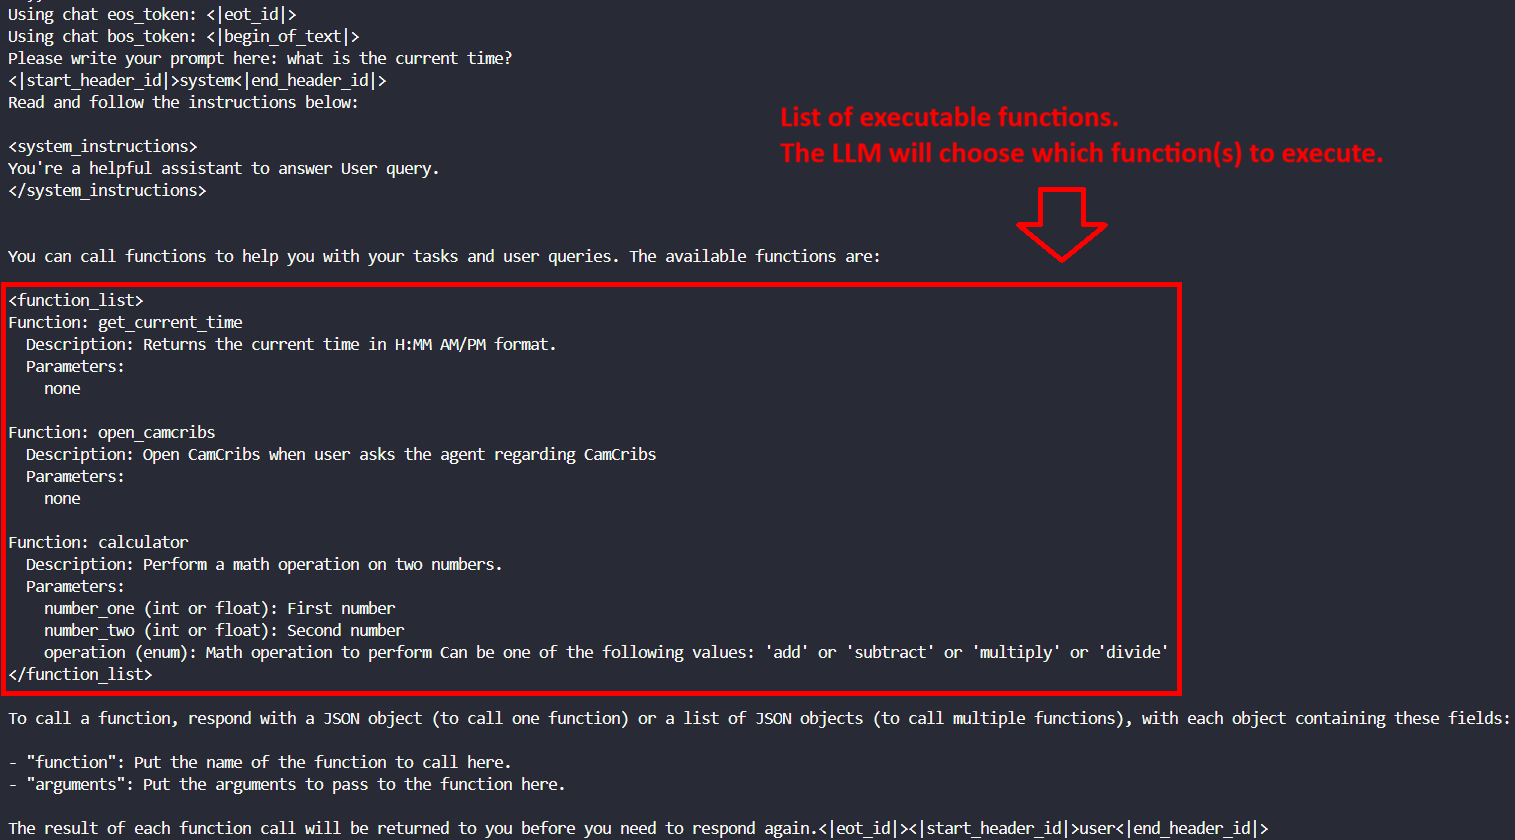 Using chat eos_token: <|eot_id|>
Using chat bos_token: <|begin_of_text|>
Please write your prompt here: what is the current time?
<|start_header_id|>system<|end_header_id|>
Read and follow the instructions below:
List of executable functions.
The LLM will choose which function(s) to execute.
<system_instructions>
You're a helpful assistant to answer User query.
</system_instructions>
You can call functions to help you with your tasks and user queries. The available functions are:
<function_list>
Function: get_current_time
Description: Returns the current time in H:MM AM/PM format.
Parameters:
none
Function: open_camcribs
Description: Open CamCribs when user asks the agent regarding CamCribs
Parameters:
none
Function: calculator
Description: Perform a math operation on two numbers.
Parameters:
number_one (int or float): First number
number_two (int or float): Second number
operation (enum): Math operation to perform Can be one of the following values: 'add' or 'subtract' or 'multiply' or 'divide'
</function_list>
To call a function, respond with a JSON object (to call one function) or a list of JSON objects (to call multiple functions), with each object containing these fields:
- "function": Put the name of the function to call here.
- "arguments": Put the arguments to pass to the function here.
The result of each function call will be returned to you before you need to respond again.<|eot_id|><|start_header_id|>user<|end_header_id|>